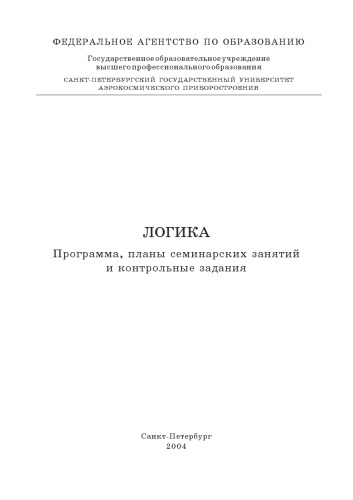 ФЕДЕРАЛЬНОЕ АГЕНТСТВО ПО ОБРАЗОВАНИЮ
Государственное образовательное учреждение
высшего профессионального образования
САНКТ-ПЕТЕРБУРГСКИЙ ГОСУДАРСТВЕННЫЙ УНИВЕРСИТЕТ
АЭРОКОСМИЧЕСКОГО ПРИБОРОСТРОЕНИЯ
ЛОГИКА
Программа, планы семинарских занятий
и контрольные задания
Санкт-Петербург
2004